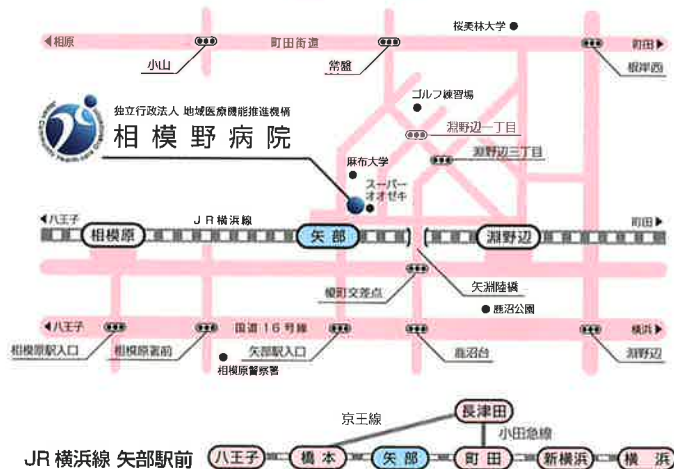 桜美林大学
相原
町田街道
町田
小山
常盤
根岸西
ゴルフ練習場
独立行政法人 地域医療機能推進機構
相模野病院
淵野辺一丁目
淵野辺三丁目
麻布大学
スーパー
オオゼキ
八王子
JR横浜線
町田
相模原
矢部
淵野辺
矢淵陸橋
榎町交差点
鹿沼公園
八王子
国道16号線
横浜
相模原駅入口
相模原署前
矢部駅入口
鹿沼台
淵野辺
相模原警察署
京王線
長津田
小田急線
JR横浜線 矢部駅前
八王子
橋本
矢部
町田
新横浜
横浜